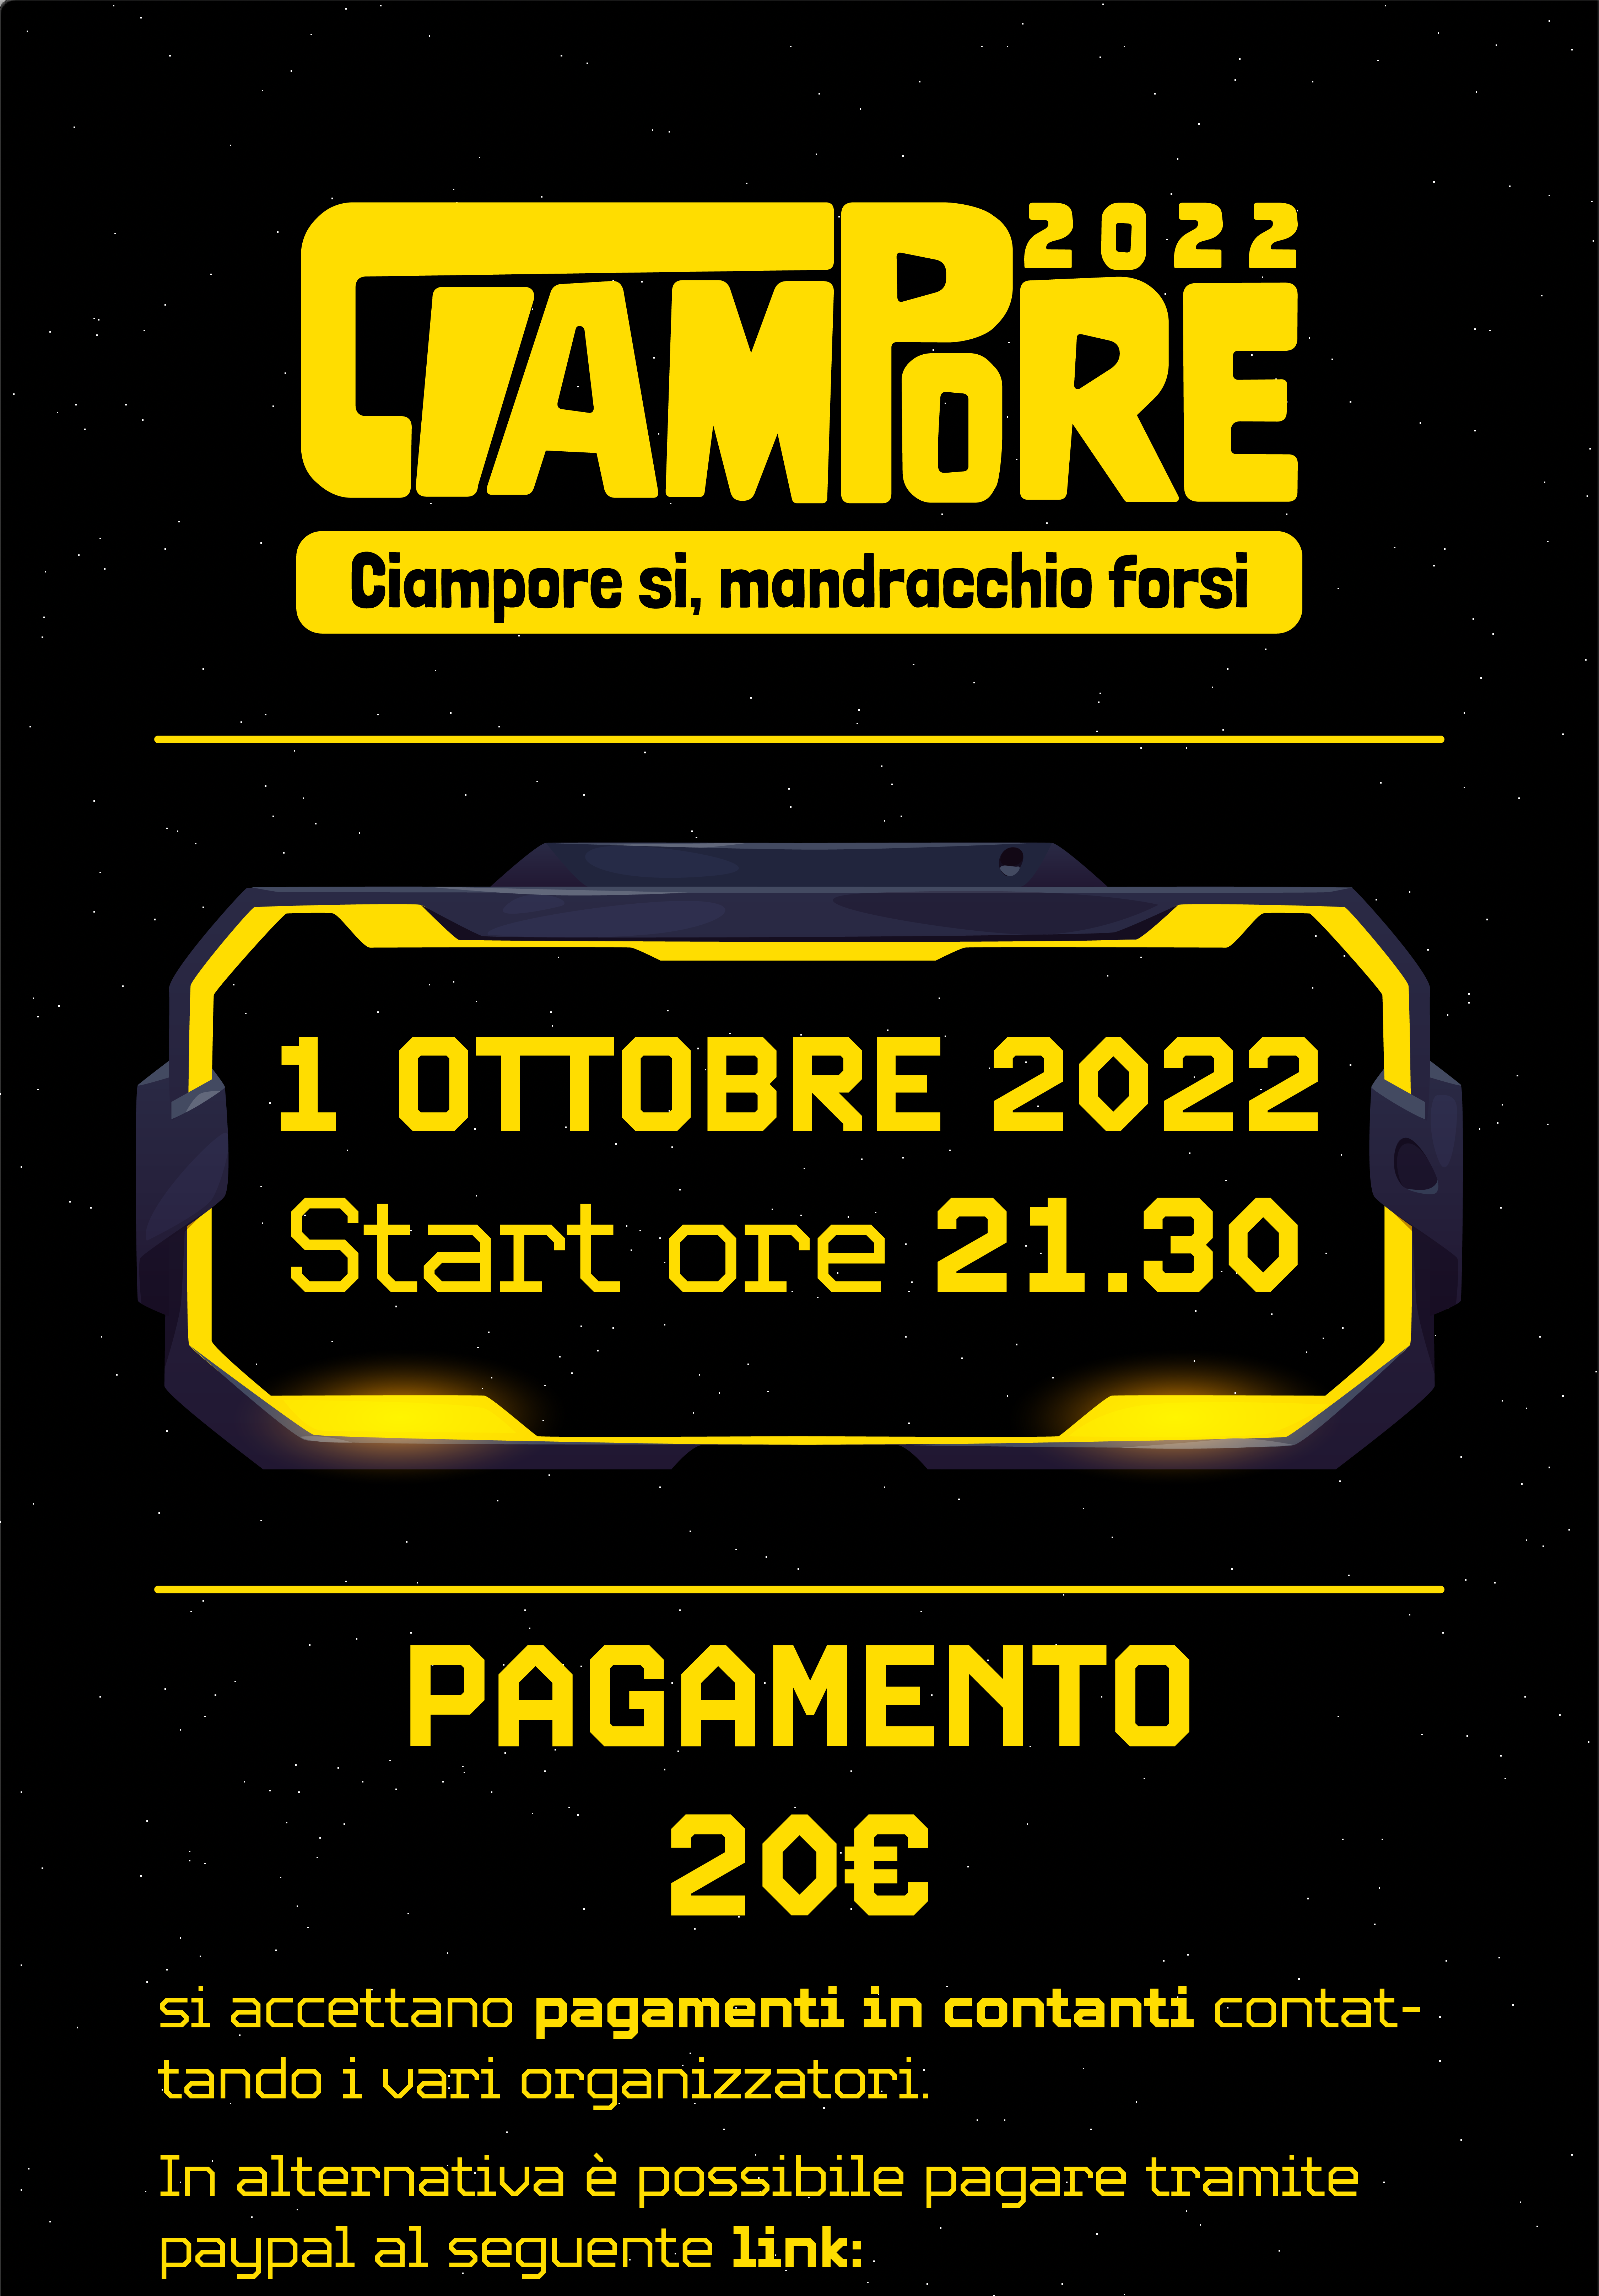 CIAMPORE 2022
Ciampore si, mandracchio forsi
1 OTTOBRE 2022
Start ore 21.30
PAGAMENTO
20€
si accettano pagamenti in contanti contat-
tando i vari organizzatori.
In alternativa è possibile pagare tramite
paypal al seguente link: